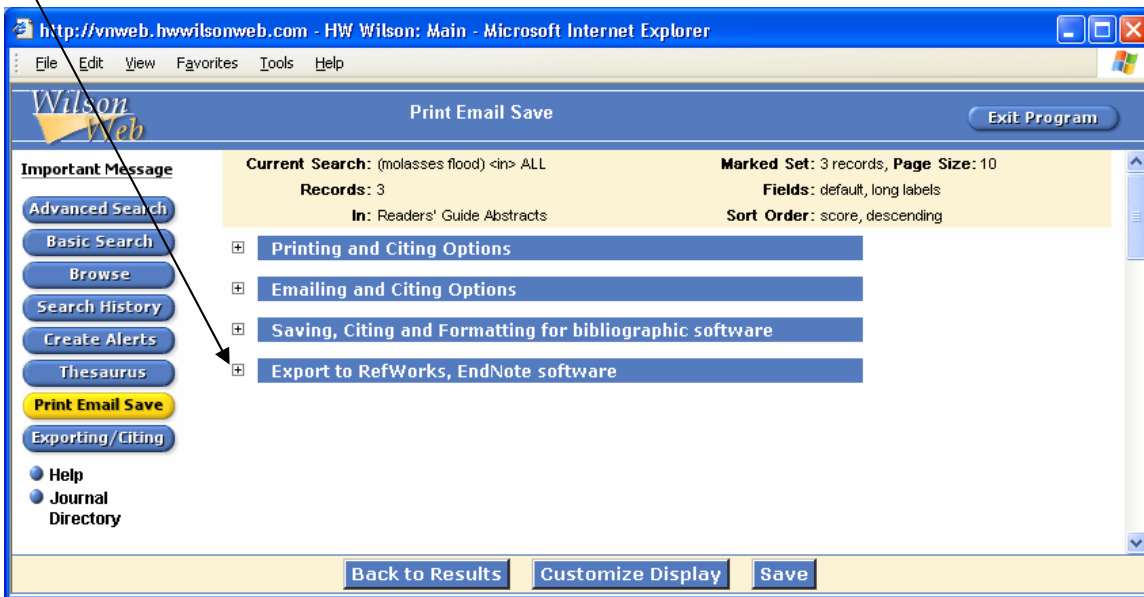 http://vnweb.hwwilsonweb.com - HW Wilson: Main - Microsoft Internet Explorer
File Edit View Favorites Tools Help
Wilson Web
Print Email Save
Exit Program
Important Message
Advanced Search
Basic Search
Browse
Search History
Create Alerts
Thesaurus
Print Email Save
Exporting/Citing
Help
Journal
Directory
Current Search: (molasses flood) <in> ALL
Records: 3
In: Readers' Guide Abstracts
Marked Set: 3 records, Page Size: 10
Fields: default, long labels
Sort Order: score, descending
Printing and Citing Options
Emailing and Citing Options
Saving, Citing and Formatting for bibliographic software
Export to RefWorks, EndNote software
Back to Results Customize Display Save